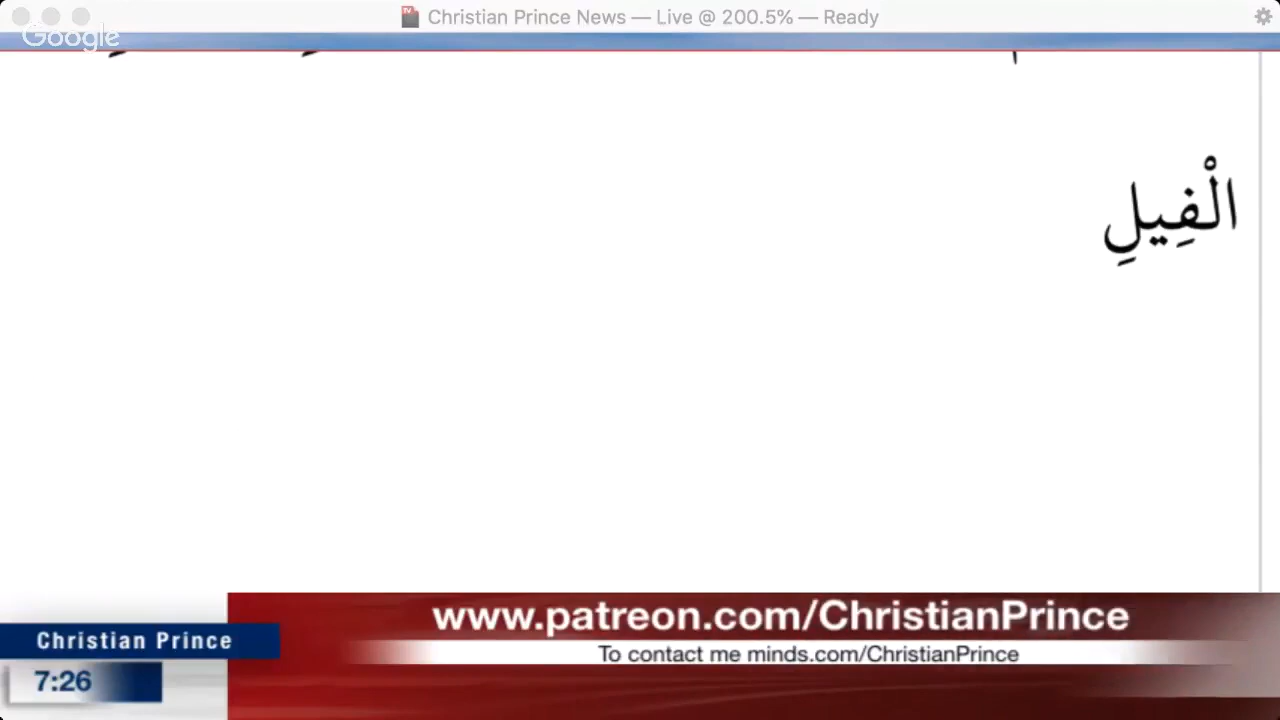 Christian Prince News — Live @ 200.5% — Ready
Google
الْفِيلِ
www.patreon.com/ChristianPrince
Christian Prince
To contact me minds.com/ChristianPrince
7:26